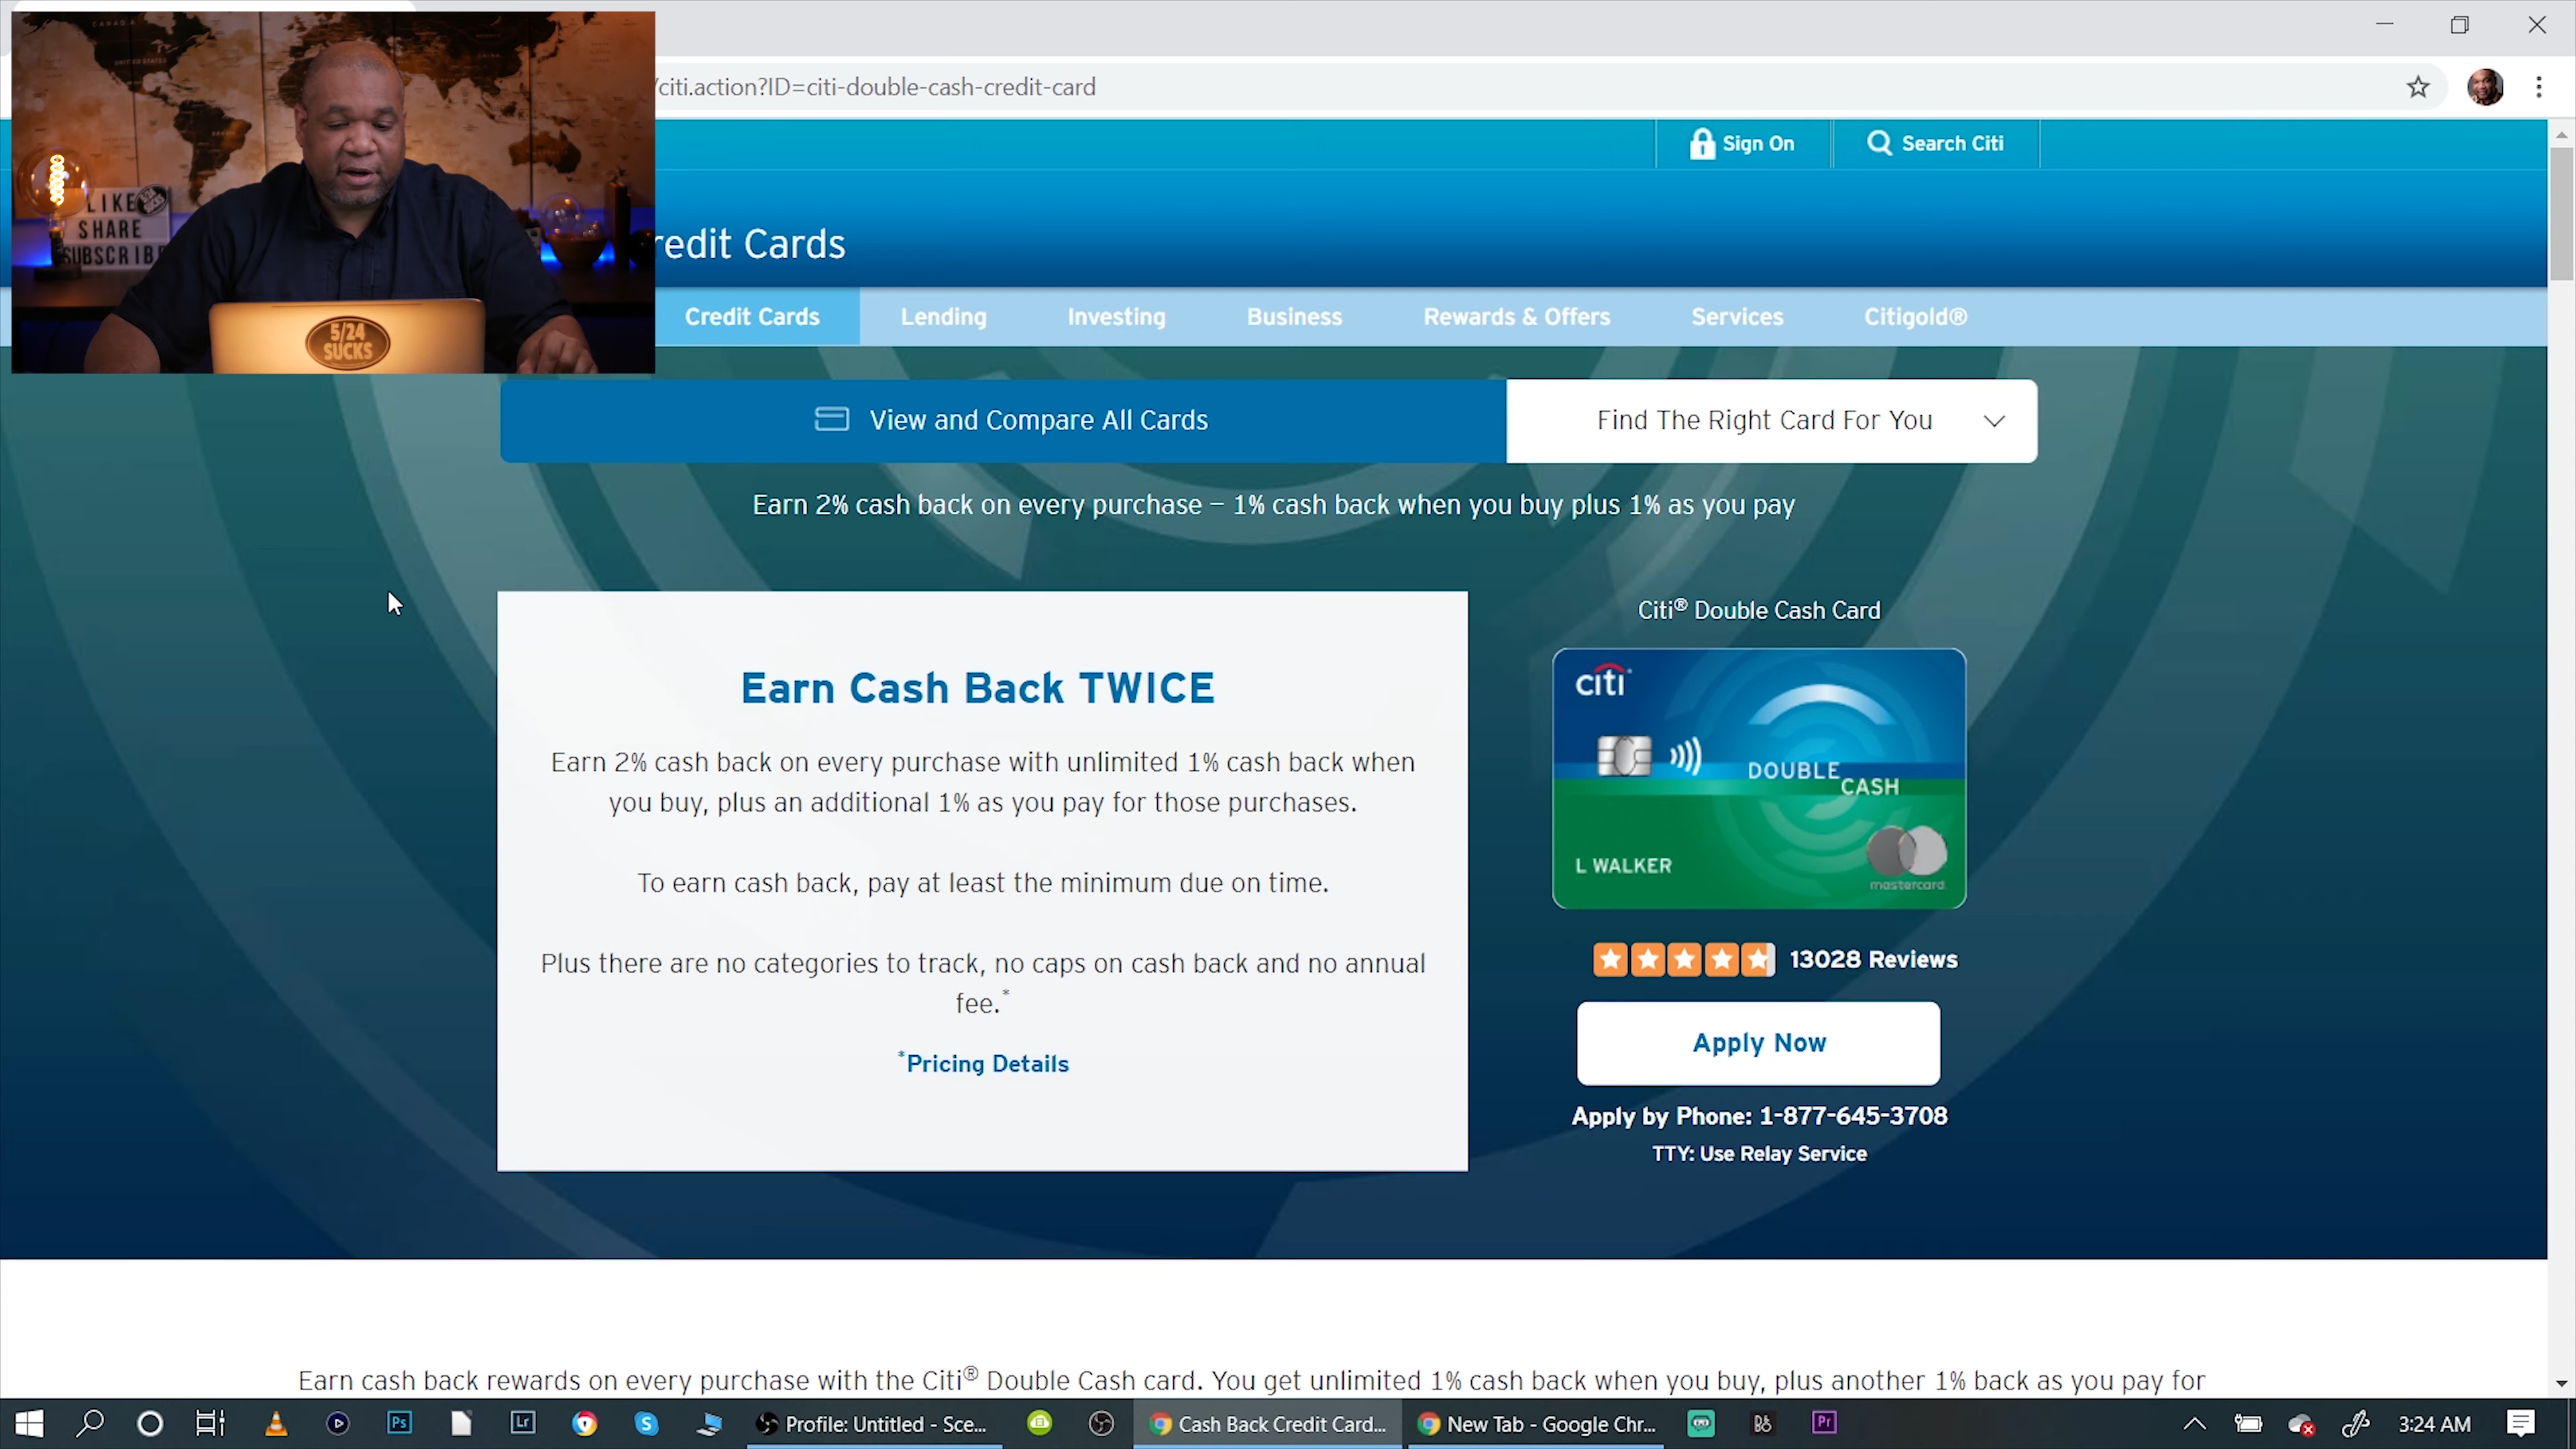 LIKE
SHARE
SUBSCRIB
5/24
SUCKS
/citi.action?ID=citi-double-cash-credit-card
Sign On
Search Citi
redit Cards
Credit Cards
Lending
Investing
Business
Rewards & Offers
Services
Citigold®
View and Compare All Cards
Find The Right Card For You
Earn 2% cash back on every purchase – 1% cash back when you buy plus 1% as you pay
Earn Cash Back TWICE
Earn 2% cash back on every purchase with unlimited 1% cash back when
you buy, plus an additional 1% as you pay for those purchases.
To earn cash back, pay at least the minimum due on time.
Plus there are no categories to track, no caps on cash back and no annual
fee.*
*Pricing Details
Citi® Double Cash Card
citi
DOUBLE
CASH
L WALKER
mastercard
13028 Reviews
Apply Now
Apply by Phone: 1-877-645-3708
TTY: Use Relay Service
Earn cash back rewards on every purchase with the Citi® Double Cash card. You get unlimited 1% cash back when you buy, plus another 1% back as you pay for
Ps
Lr
Profile: Untitled - Sce...
Cash Back Credit Card...
New Tab - Google Chr...
Pr
3:24 AM